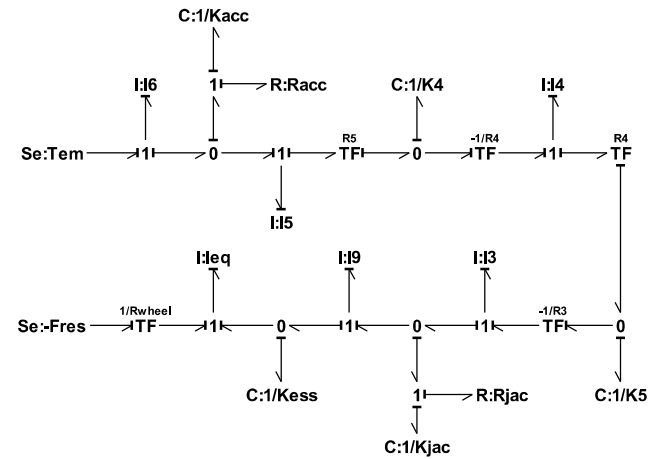 C:1/Kacc
I:I6 1 R:Racc C:1/K4 I:I4
R5 -1/R4 R4
Se:Tem 1 0 1 TF 0 TF 1 TF
I:I5
I:Ieq I:I9 I:I3
1/Rwheel -1/R3
Se:-Fres TF 1 0 1 0 1 TF 0
C:1/Kess 1 R:Rjac C:1/K5
C:1/Kjac